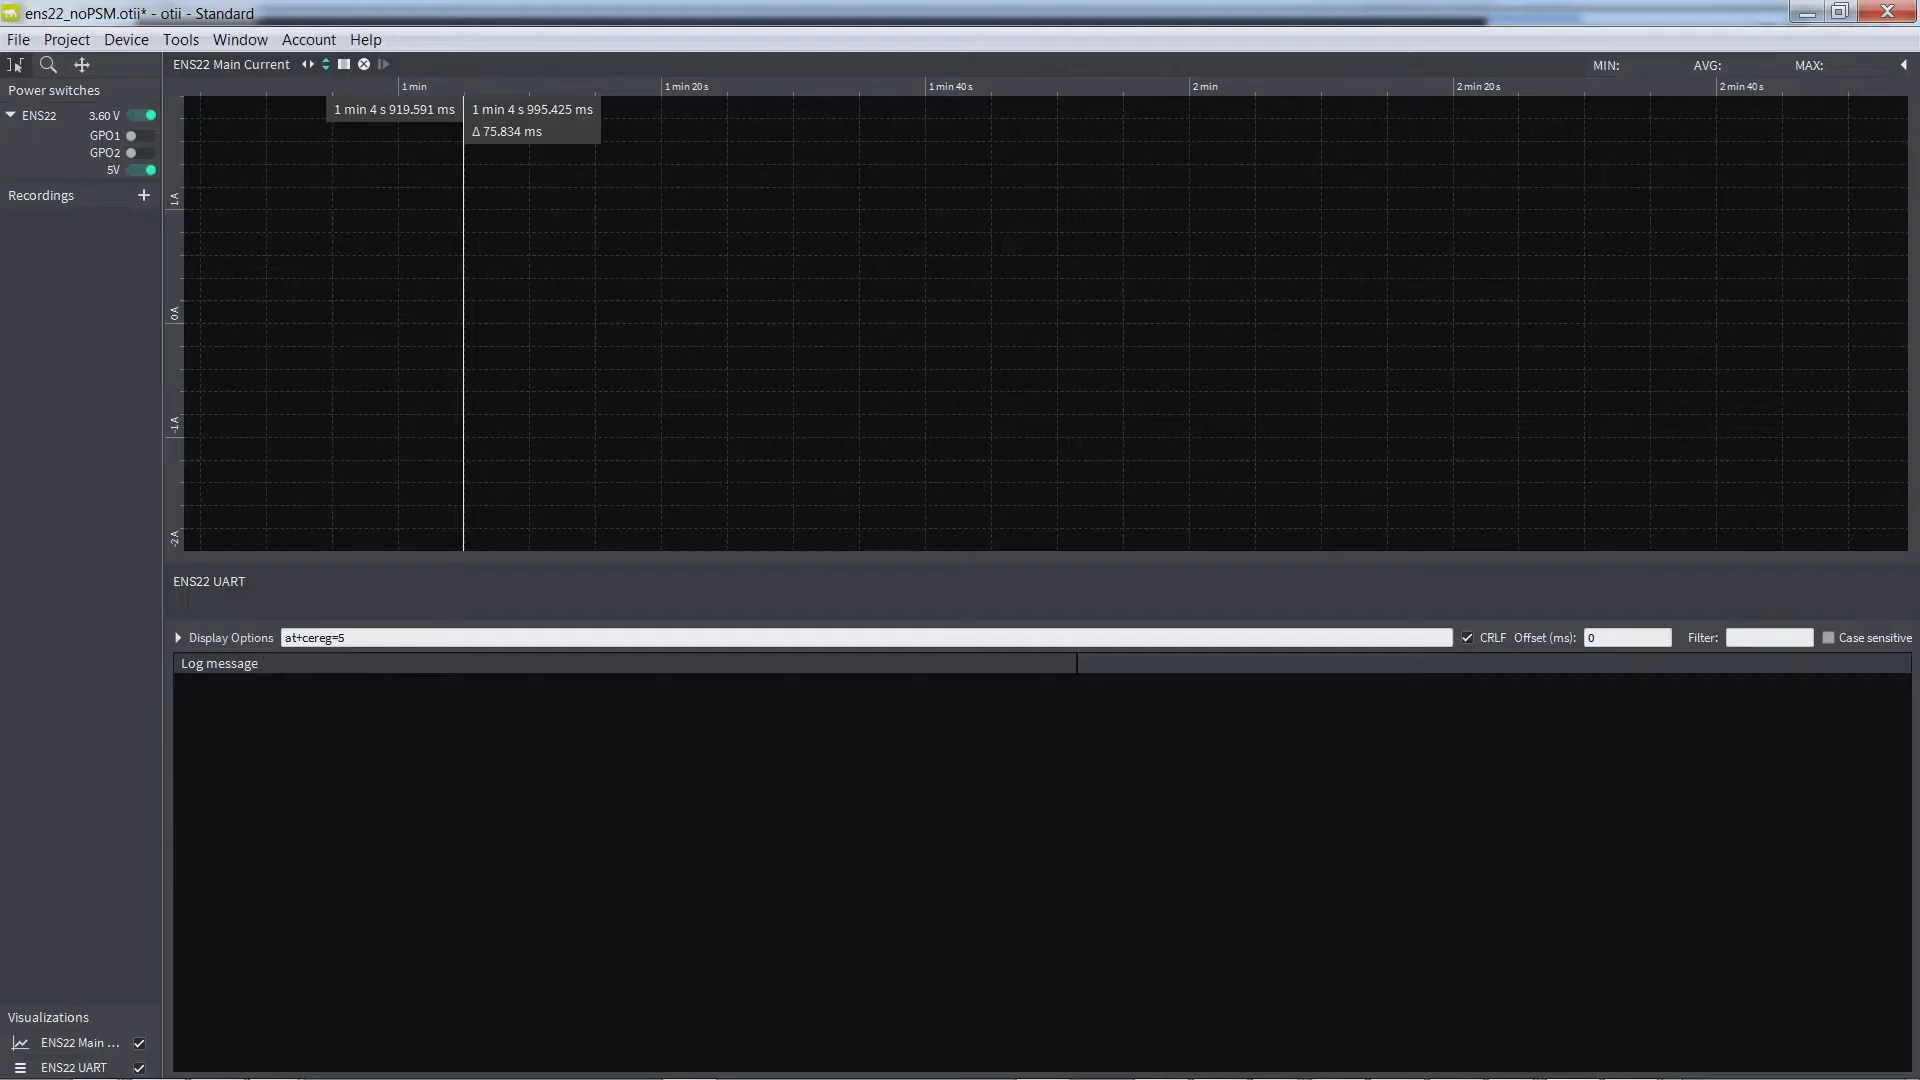 ens22_noPSM.otii* - otii - Standard
File Project Device Tools Window Account Help
ENS22 Main Current MIN: AVG: MAX:
Power switches
1 min 1 min 20 s 1 min 40 s 2 min 2 min 20 s 2 min 40 s
ENS22 3.60 V
1 min 4 s 919.591 ms 1 min 4 s 995.425 ms
Δ 75.834 ms
GPO1
GPO2
5V
Recordings +
1 A
0 A
-1 A
-2 A
ENS22 UART
Display Options at+cereg=5 CRLF Offset (ms): 0 Filter: Case sensitive
Log message
Visualizations
ENS22 Main ...
ENS22 UART